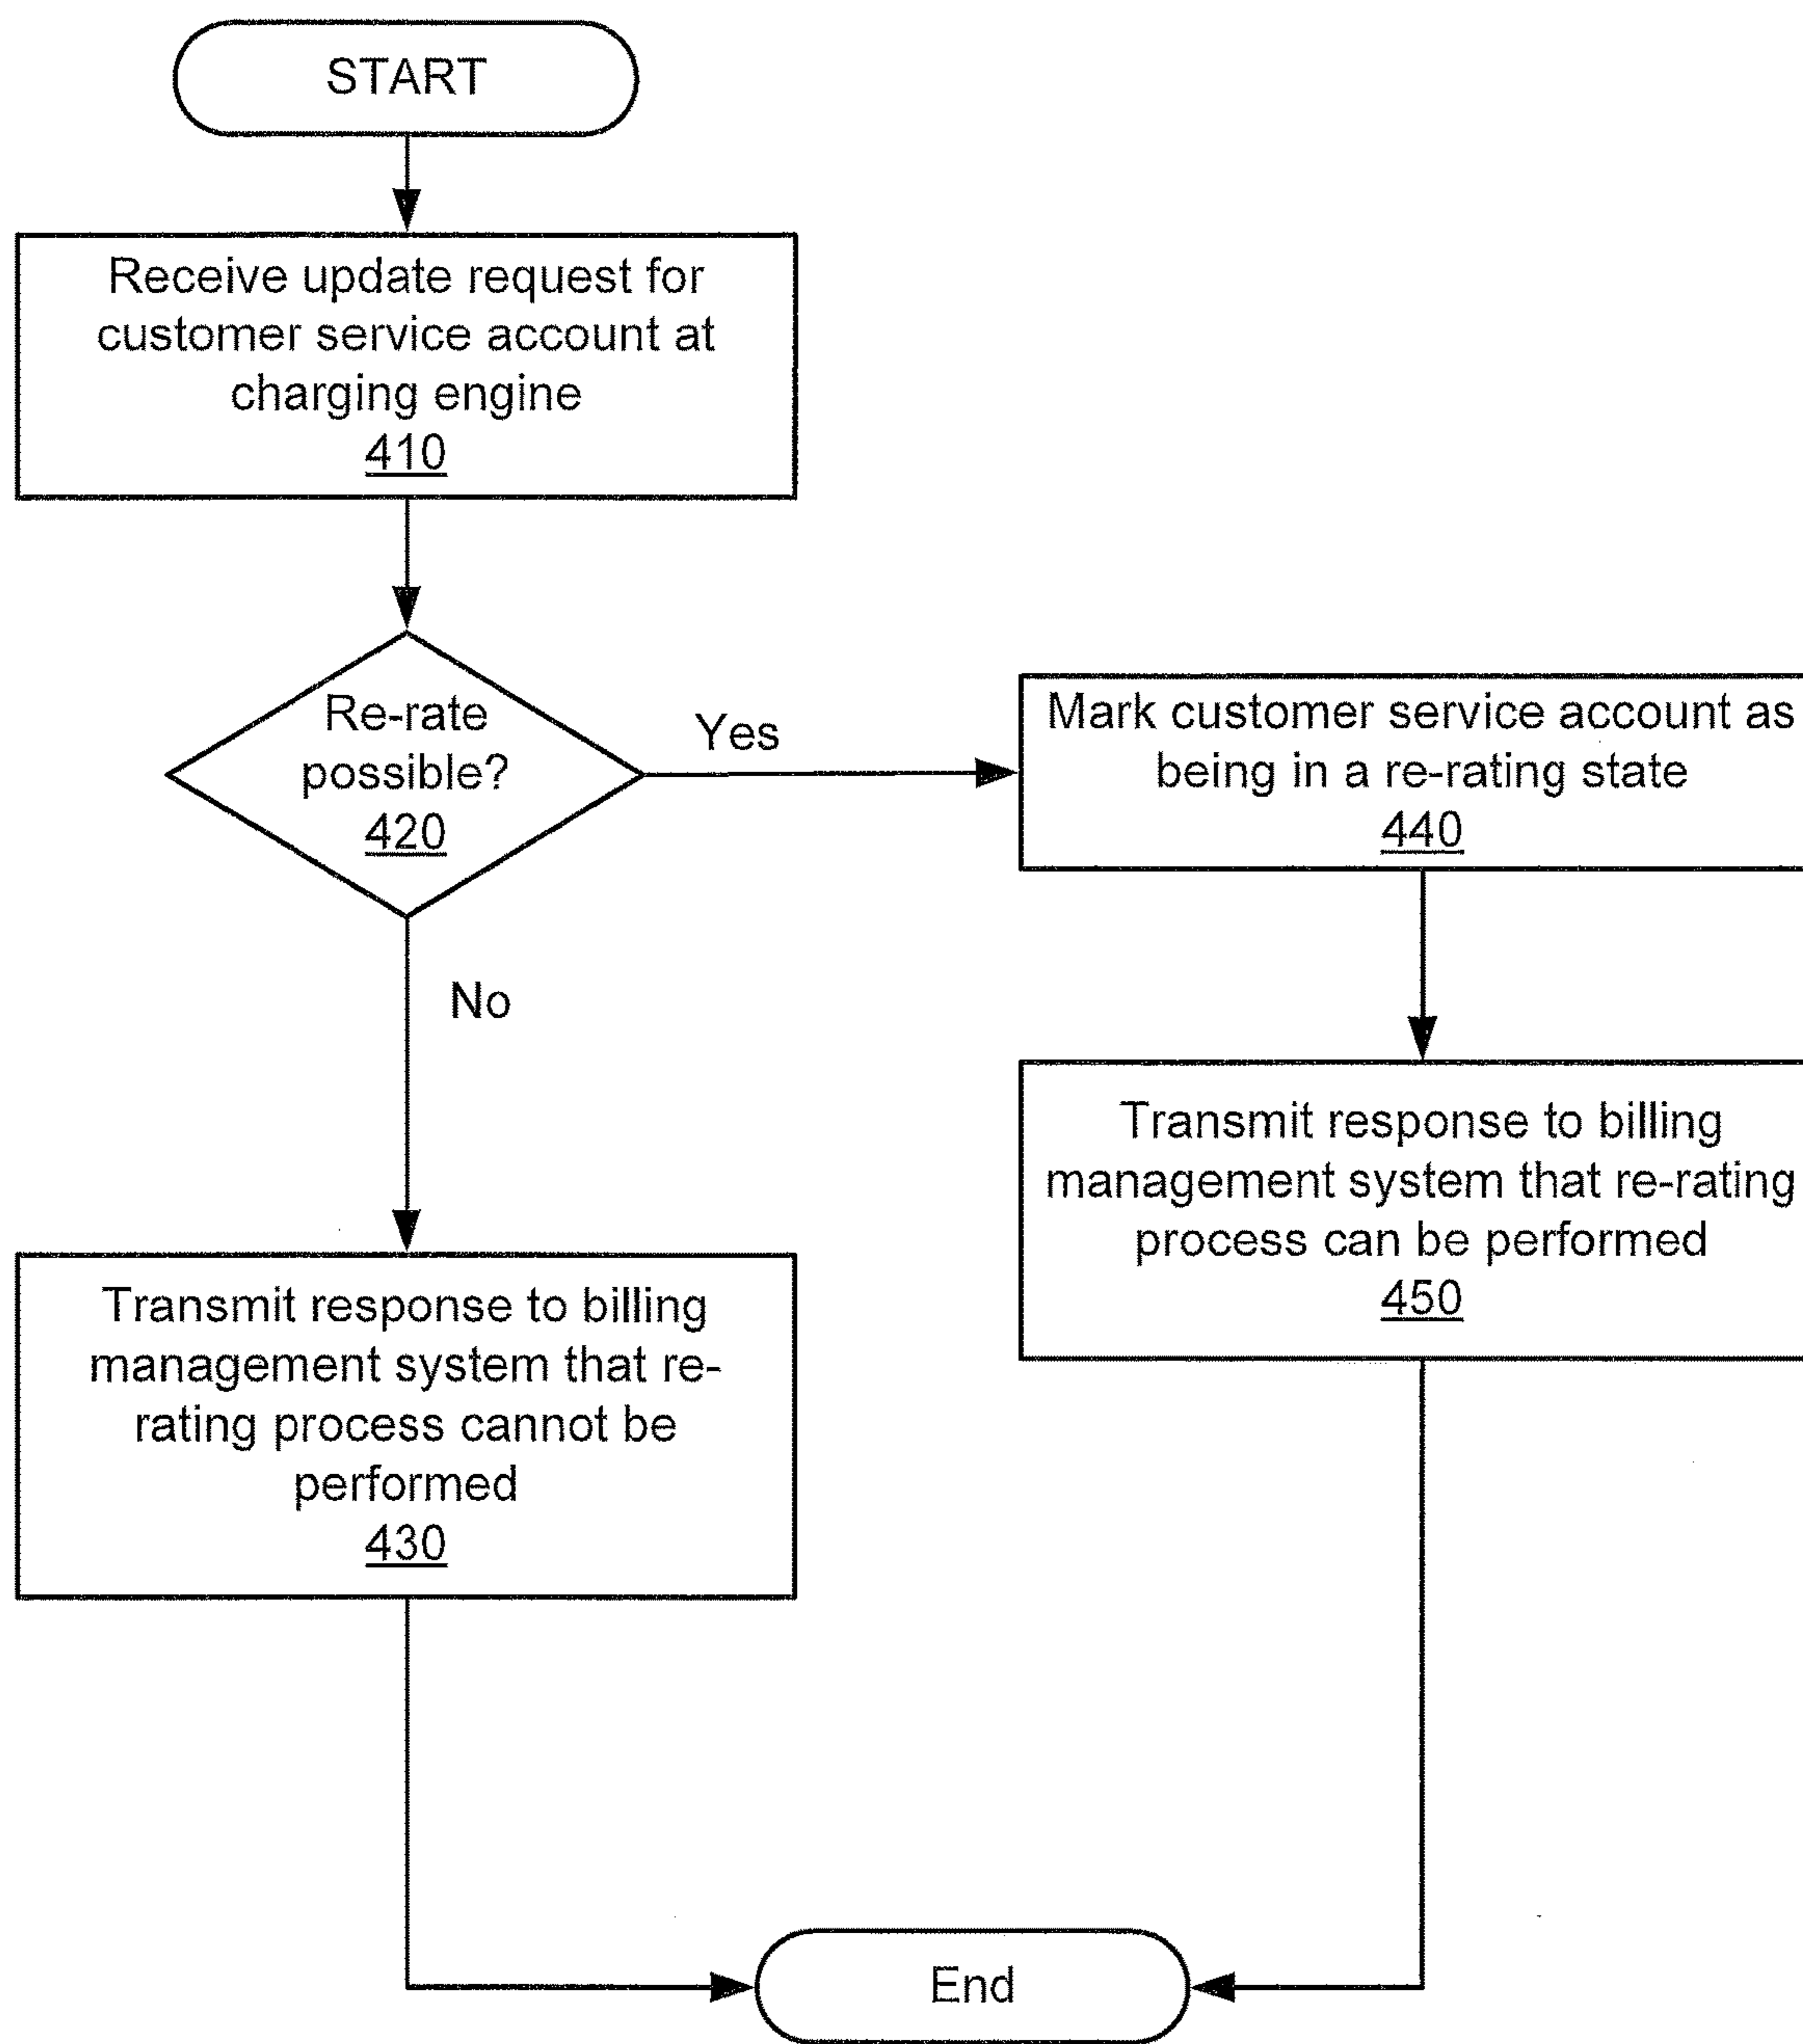 START
Receive update request for
customer service account at
charging engine
410
Re-rate
possible?
420
Yes
No
Mark customer service account as
being in a re-rating state
440
Transmit response to billing
management system that re-rating
process can be performed
450
Transmit response to billing
management system that re-
rating process cannot be
performed
430
End